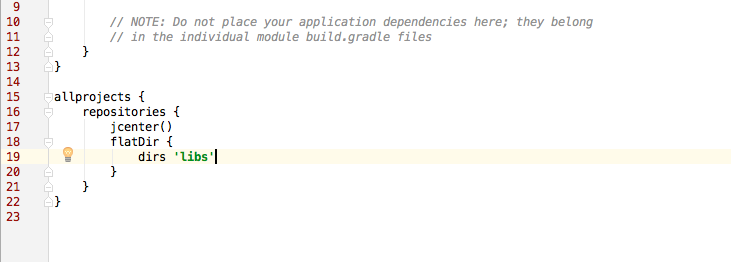 9
10 // NOTE: Do not place your application dependencies here; they belong
11 // in the individual module build.gradle files
12 }
13 }
14
15 allprojects {
16 repositories {
17 jcenter()
18 flatDir {
19 dirs 'libs'
20 }
21 }
22 }
23